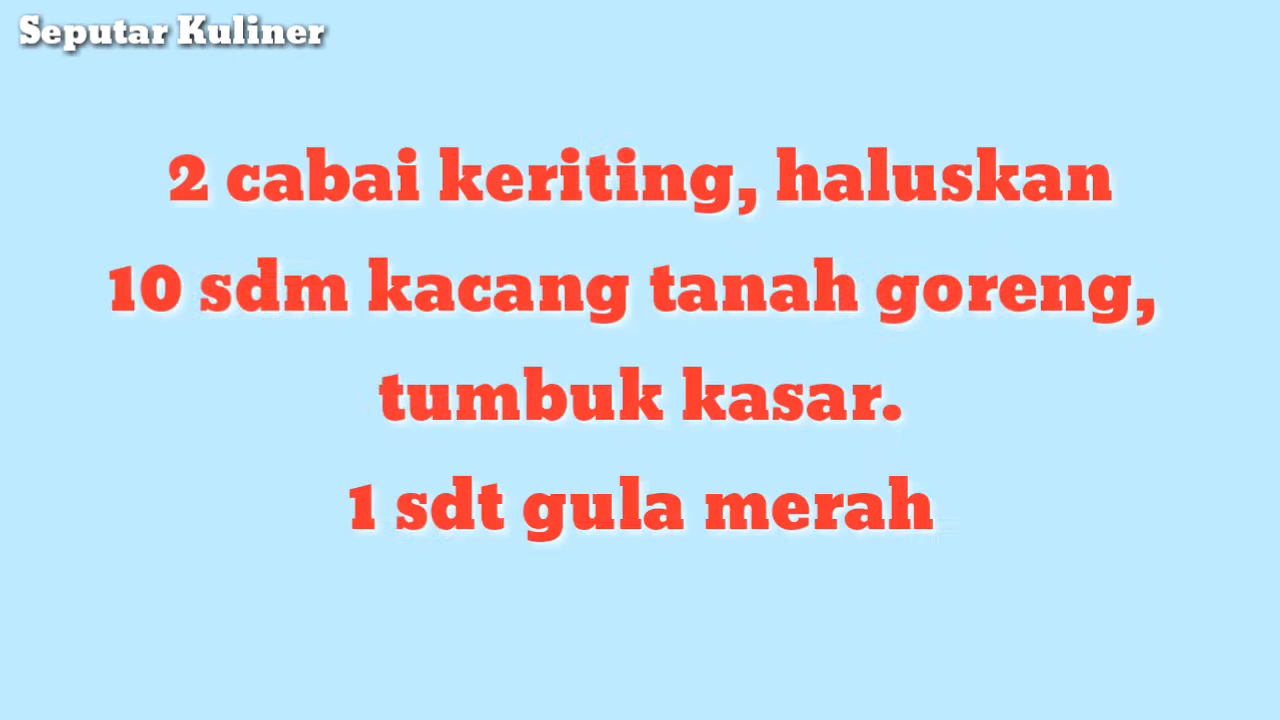 Seputar Kuliner
2 cabai keriting, haluskan
10 sdm kacang tanah goreng,
tumbuk kasar.
1 sdt gula merah